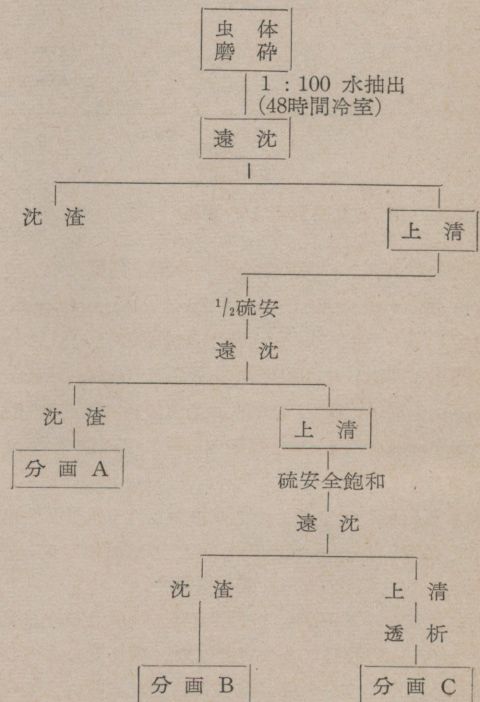 虫体
磨砕
1：100 水抽出
(48時間冷室)
遠沈
沈渣
上清
1/2硫安
遠沈
沈渣
上清
分画 A
硫安全飽和
遠沈
沈渣
上清
透析
分画 B
分画 C